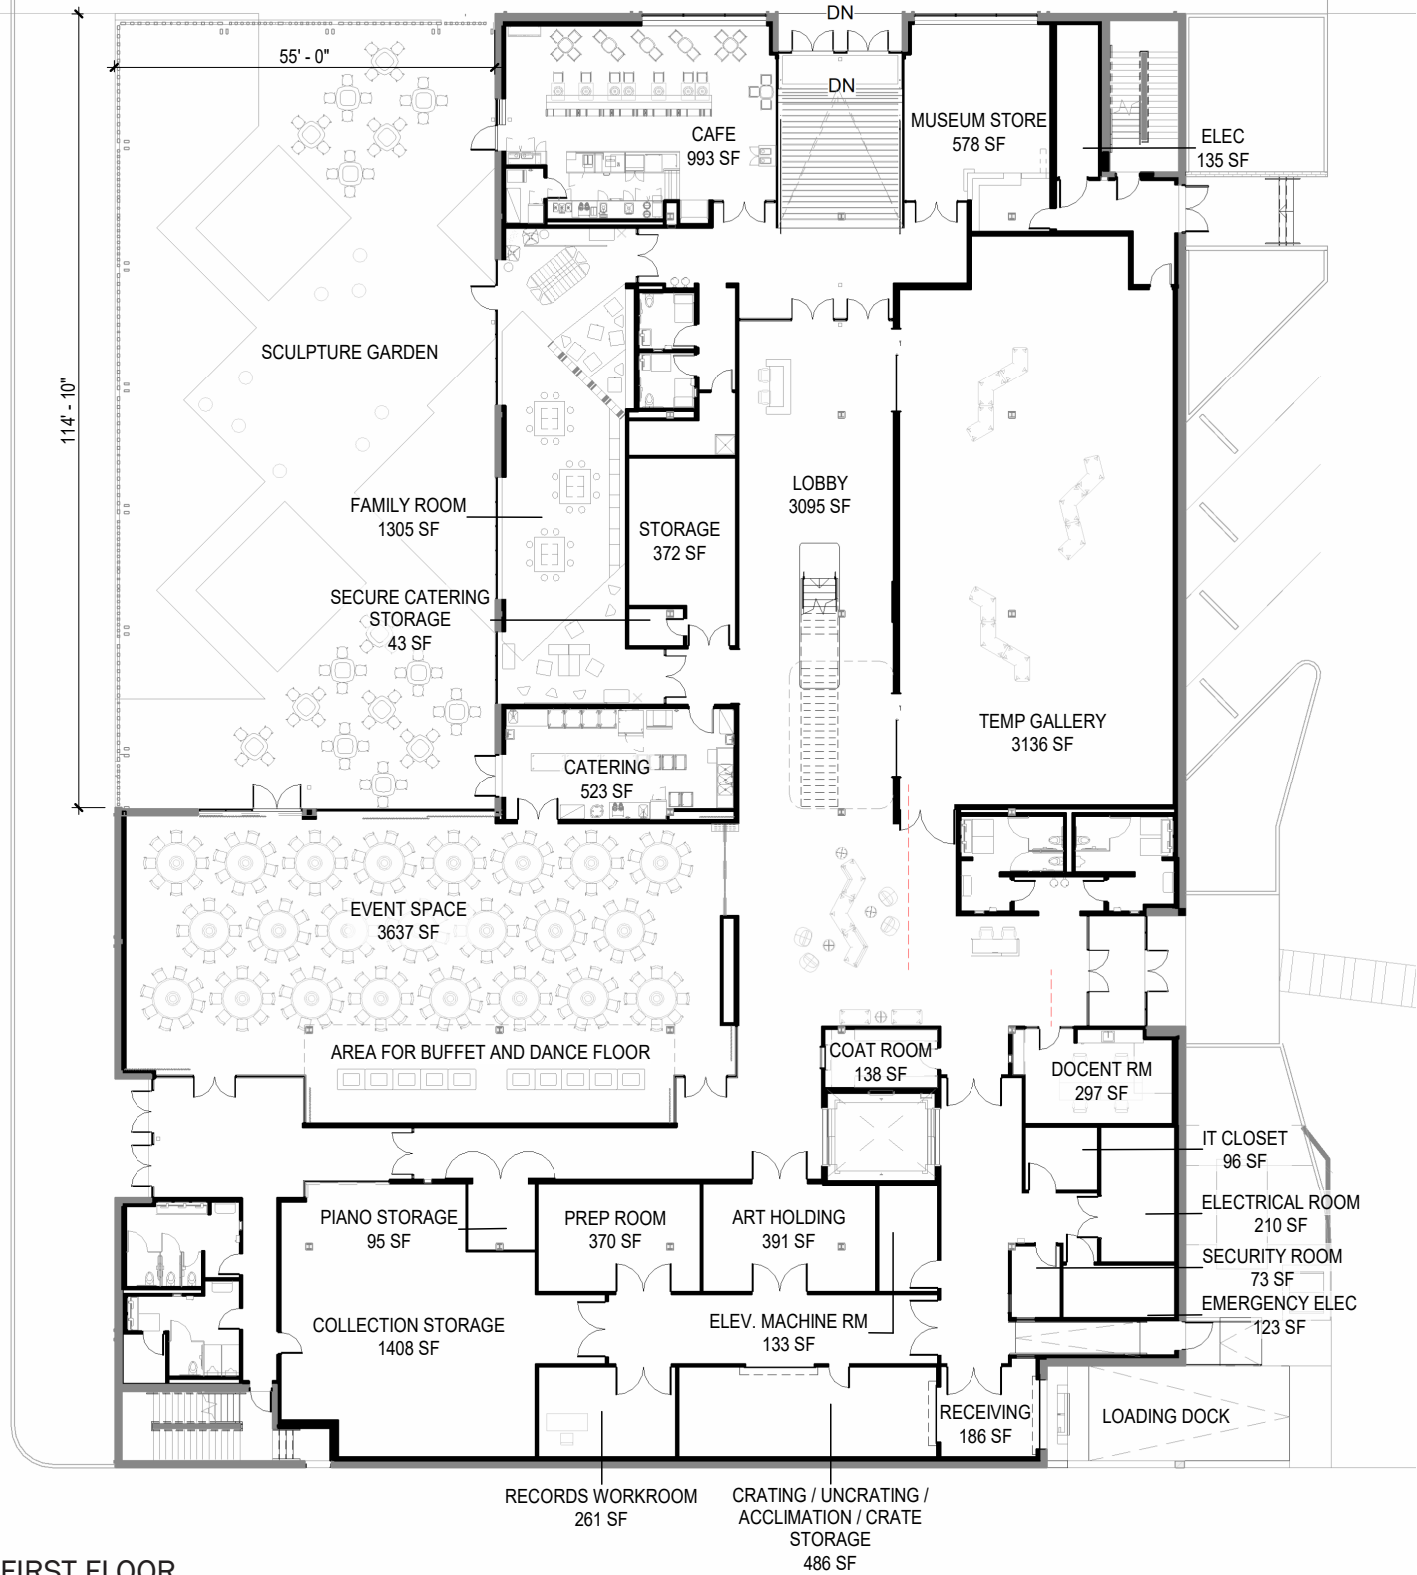 DN
55' - 0"
DN
CAFE
993 SF
MUSEUM STORE
578 SF
ELEC
135 SF
SCULPTURE GARDEN
114' - 10"
FAMILY ROOM
1305 SF
LOBBY
3095 SF
STORAGE
372 SF
SECURE CATERING
STORAGE
43 SF
TEMP GALLERY
3136 SF
CATERING
523 SF
EVENT SPACE
3637 SF
AREA FOR BUFFET AND DANCE FLOOR
COAT ROOM
138 SF
DOCENT RM
297 SF
IT CLOSET
96 SF
ELECTRICAL ROOM
210 SF
PIANO STORAGE
95 SF
PREP ROOM
370 SF
ART HOLDING
391 SF
SECURITY ROOM
73 SF
EMERGENCY ELEC
123 SF
COLLECTION STORAGE
1408 SF
ELEV. MACHINE RM
133 SF
RECEIVING
186 SF
LOADING DOCK
RECORDS WORKROOM
261 SF
CRATING / UNCRATING /
ACCLIMATION / CRATE
STORAGE
486 SF
FIRST FLOOR